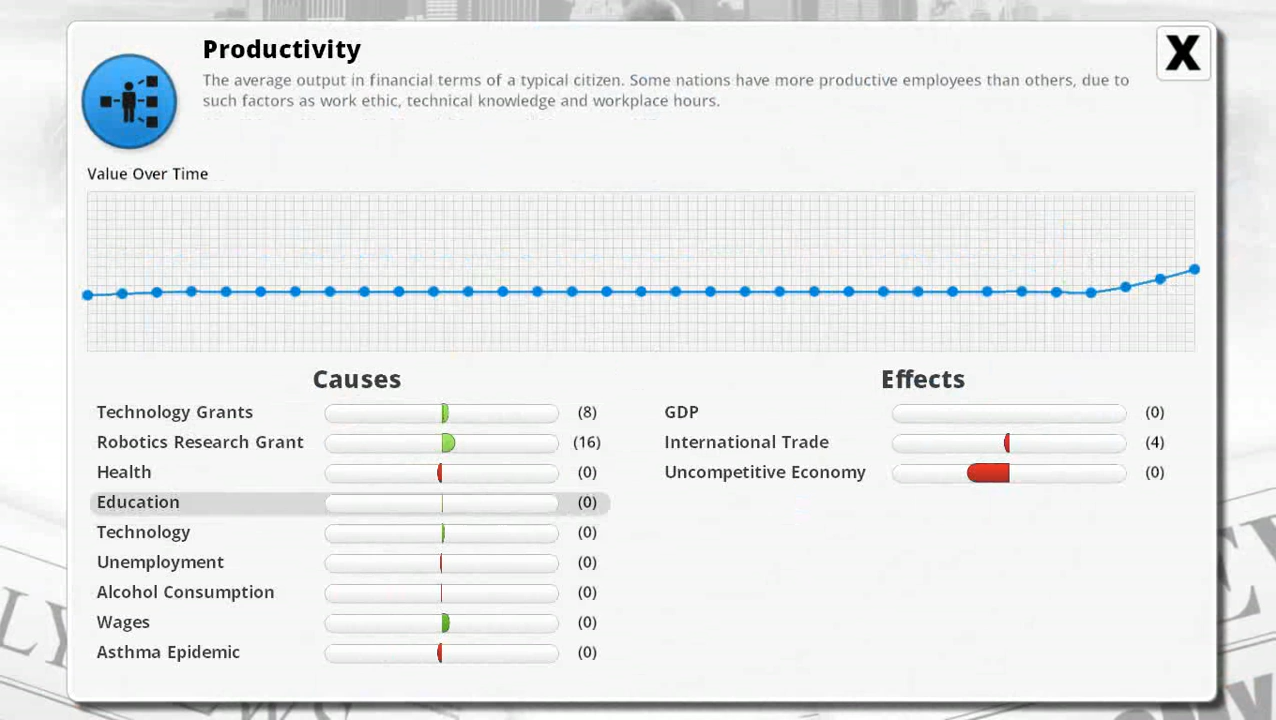 Productivity
X
The average output in financial terms of a typical citizen. Some nations have more productive employees than others, due to
such factors as work ethic, technical knowledge and workplace hours.
Value Over Time
Causes
Technology Grants (8)
Robotics Research Grant (16)
Health (0)
Education (0)
Technology (0)
Unemployment (0)
Alcohol Consumption (0)
Wages (0)
Asthma Epidemic (0)
Effects
GDP (0)
International Trade (4)
Uncompetitive Economy (0)